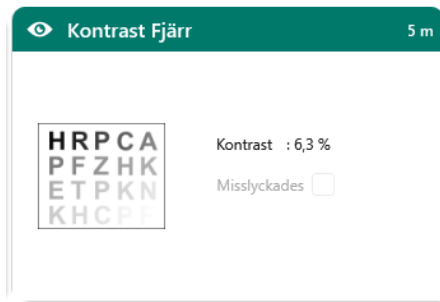 Kontrast Fjärr
5 m
HRPCA
PFZHK
ETPKN
KHCPF
Kontrast : 6,3 %
Misslyckades